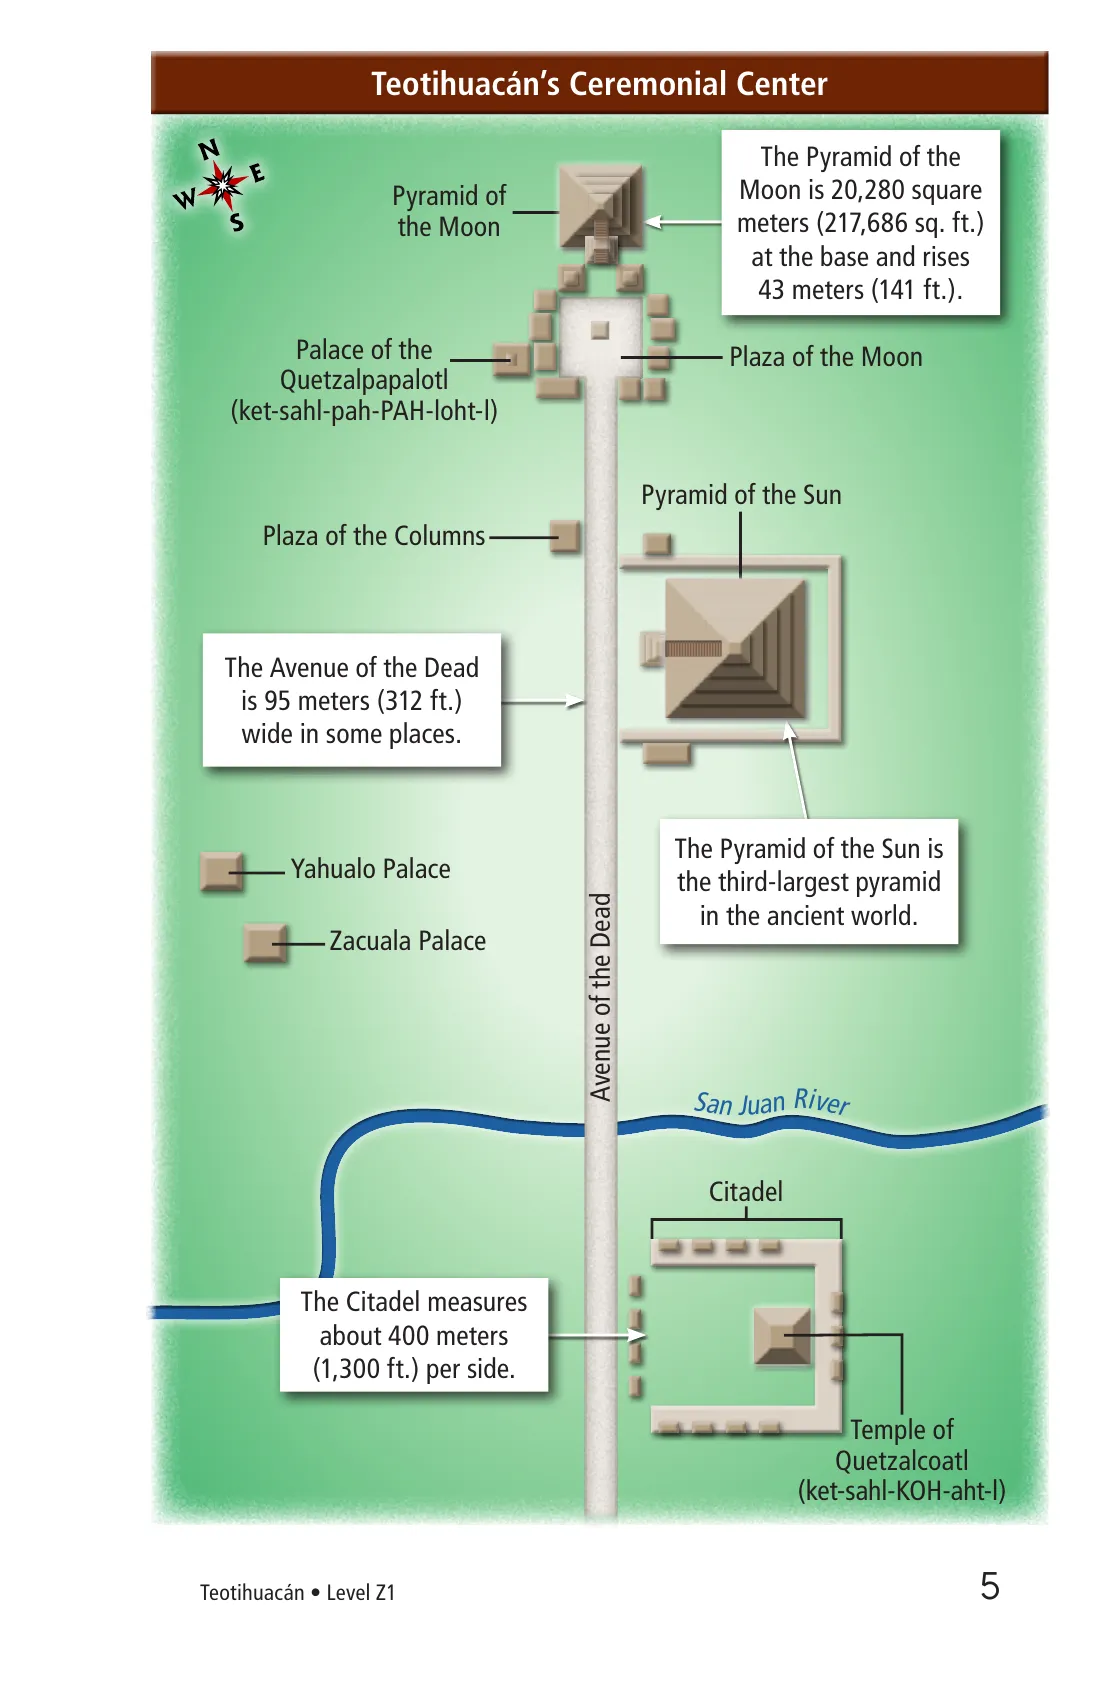 Teotihuacán’s Ceremonial Center
N
E
W
S
Pyramid of
the Moon
The Pyramid of the
Moon is 20,280 square
meters (217,686 sq. ft.)
at the base and rises
43 meters (141 ft.).
Palace of the
Quetzalpapalotl
(ket-sahl-pah-PAH-loht-l)
Plaza of the Moon
Pyramid of the Sun
Plaza of the Columns
The Avenue of the Dead
is 95 meters (312 ft.)
wide in some places.
The Pyramid of the Sun is
the third-largest pyramid
in the ancient world.
Yahualo Palace
Zacuala Palace
Avenue of the Dead
San Juan River
Citadel
The Citadel measures
about 400 meters
(1,300 ft.) per side.
Temple of
Quetzalcoatl
(ket-sahl-KOH-aht-l)
Teotihuacán • Level Z1
5